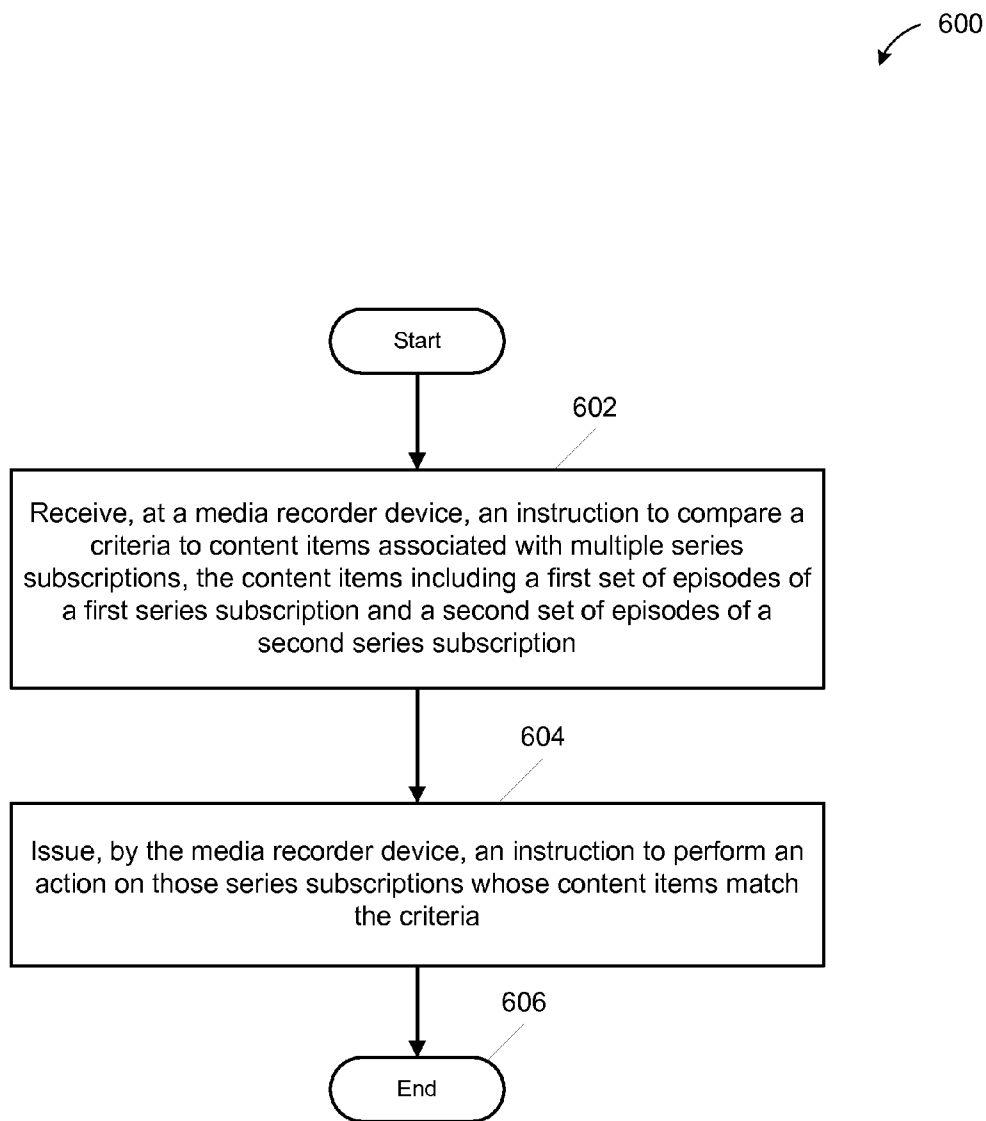 600
Start
602
Receive, at a media recorder device, an instruction to compare a
criteria to content items associated with multiple series
subscriptions, the content items including a first set of episodes of
a first series subscription and a second set of episodes of a
second series subscription
604
Issue, by the media recorder device, an instruction to perform an
action on those series subscriptions whose content items match
the criteria
606
End